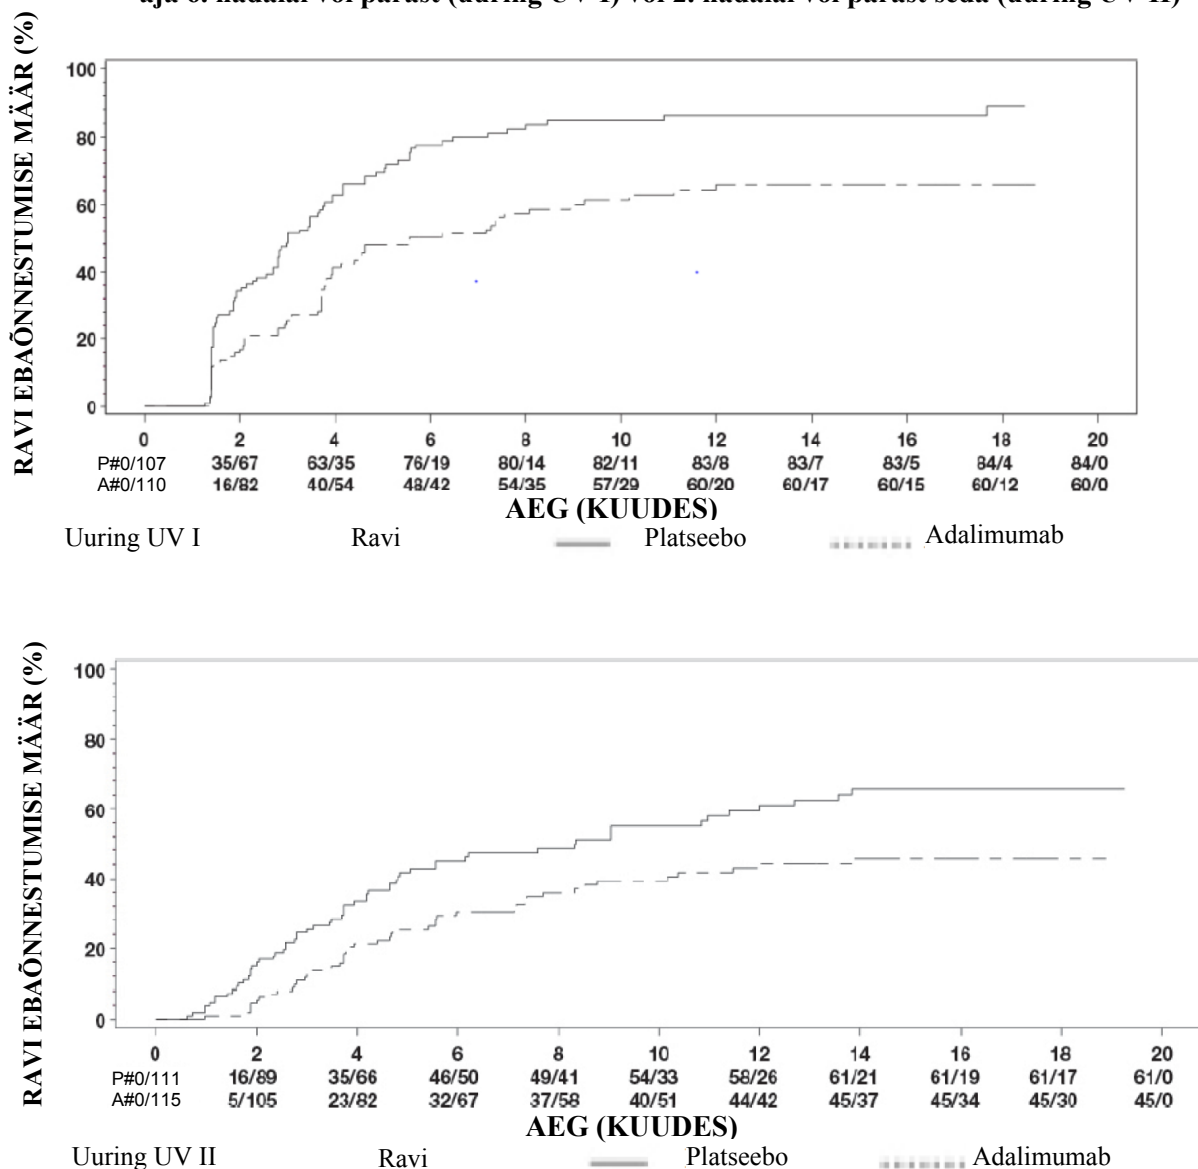 aja 6. nädalal või pärast (uuring UV I) või 2. nädalal või pärast seda (uuring UV II)
RAVI EBAÕNNESTUMISE MÄÄR (%)
100
80
60
40
20
0
0 2 4 6 8 10 12 14 16 18 20
P#0/107 35/67 63/35 76/19 80/14 82/11 83/8 83/7 83/5 84/4 84/0
A#0/110 16/82 40/54 48/42 54/35 57/29 60/20 60/17 60/15 60/12 60/0
AEG (KUUDES)
Uuring UV I Ravi Platseebo Adalimumab
RAVI EBAÕNNESTUMISE MÄÄR (%)
100
80
60
40
20
0
0 2 4 6 8 10 12 14 16 18 20
P#0/111 16/89 35/66 46/50 49/41 54/33 58/26 61/21 61/19 61/17 61/0
A#0/115 5/105 23/82 32/67 37/58 40/51 44/42 45/37 45/34 45/30 45/0
AEG (KUUDES)
Uuring UV II Ravi Platseebo Adalimumab